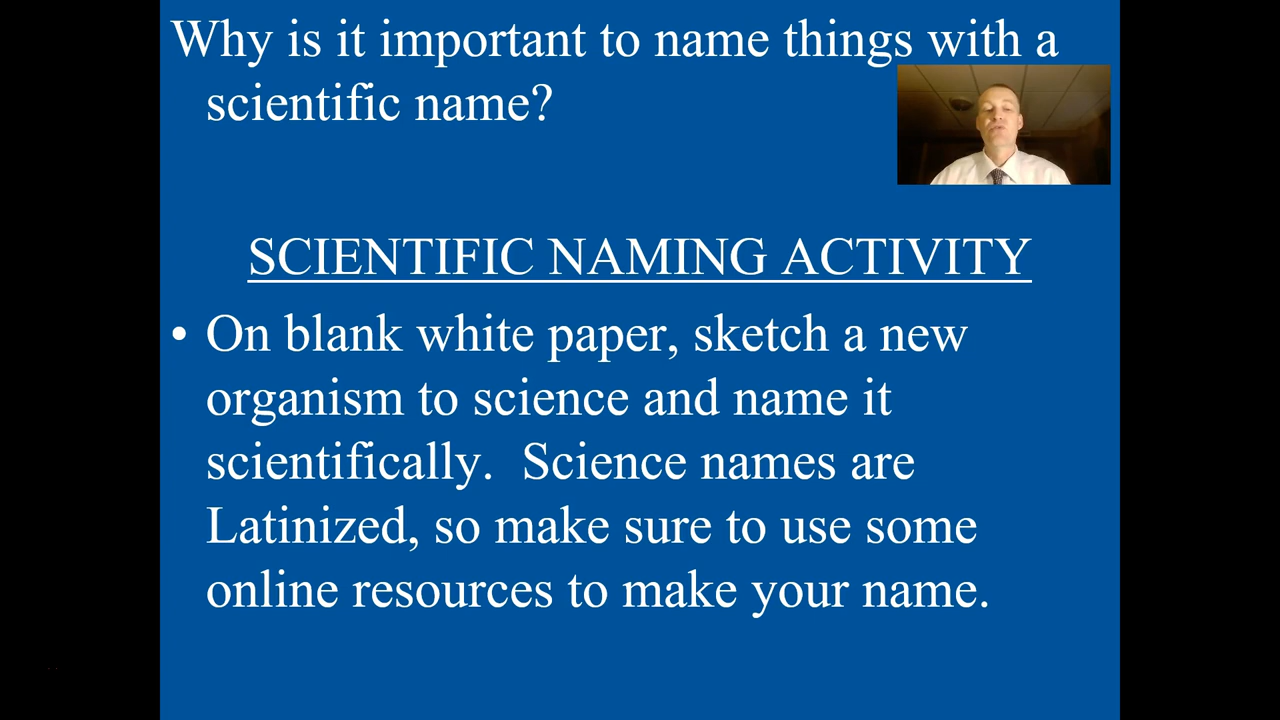 Why is it important to name things with a
scientific name?
SCIENTIFIC NAMING ACTIVITY
• On blank white paper, sketch a new
organism to science and name it
scientifically.  Science names are
Latinized, so make sure to use some
online resources to make your name.